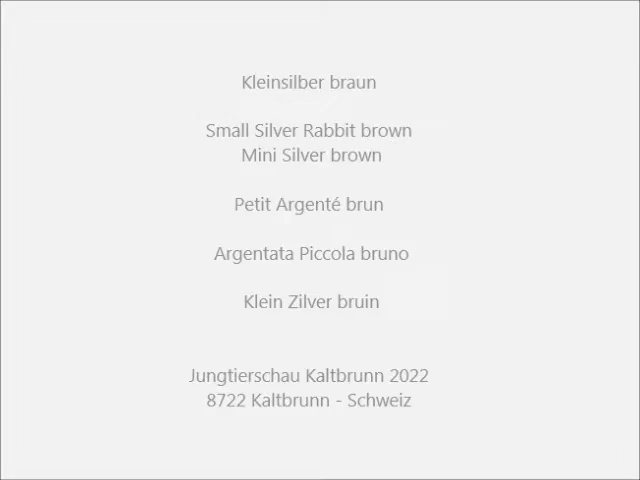 Kleinsilber braun
Small Silver Rabbit brown
Mini Silver brown
Petit Argenté brun
Argentata Piccola bruno
Klein Zilver bruin
Jungtierschau Kaltbrunn 2022
8722 Kaltbrunn - Schweiz